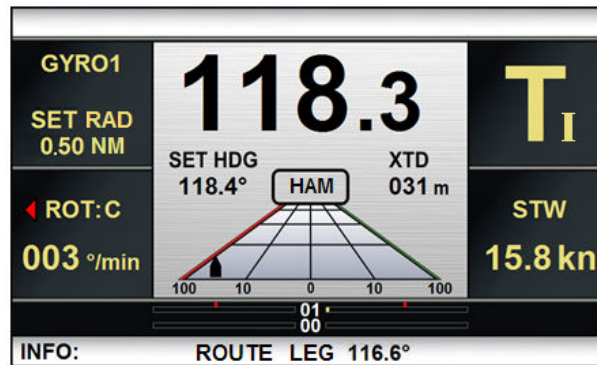 GYRO1
SET RAD
0.50 NM
118.3
T I
SET HDG
118.4°
HAM
XTD
031 m
ROT:C
003 °/min
STW
15.8 kn
100 10 0 10 100
01
00
INFO: ROUTE LEG 116.6°